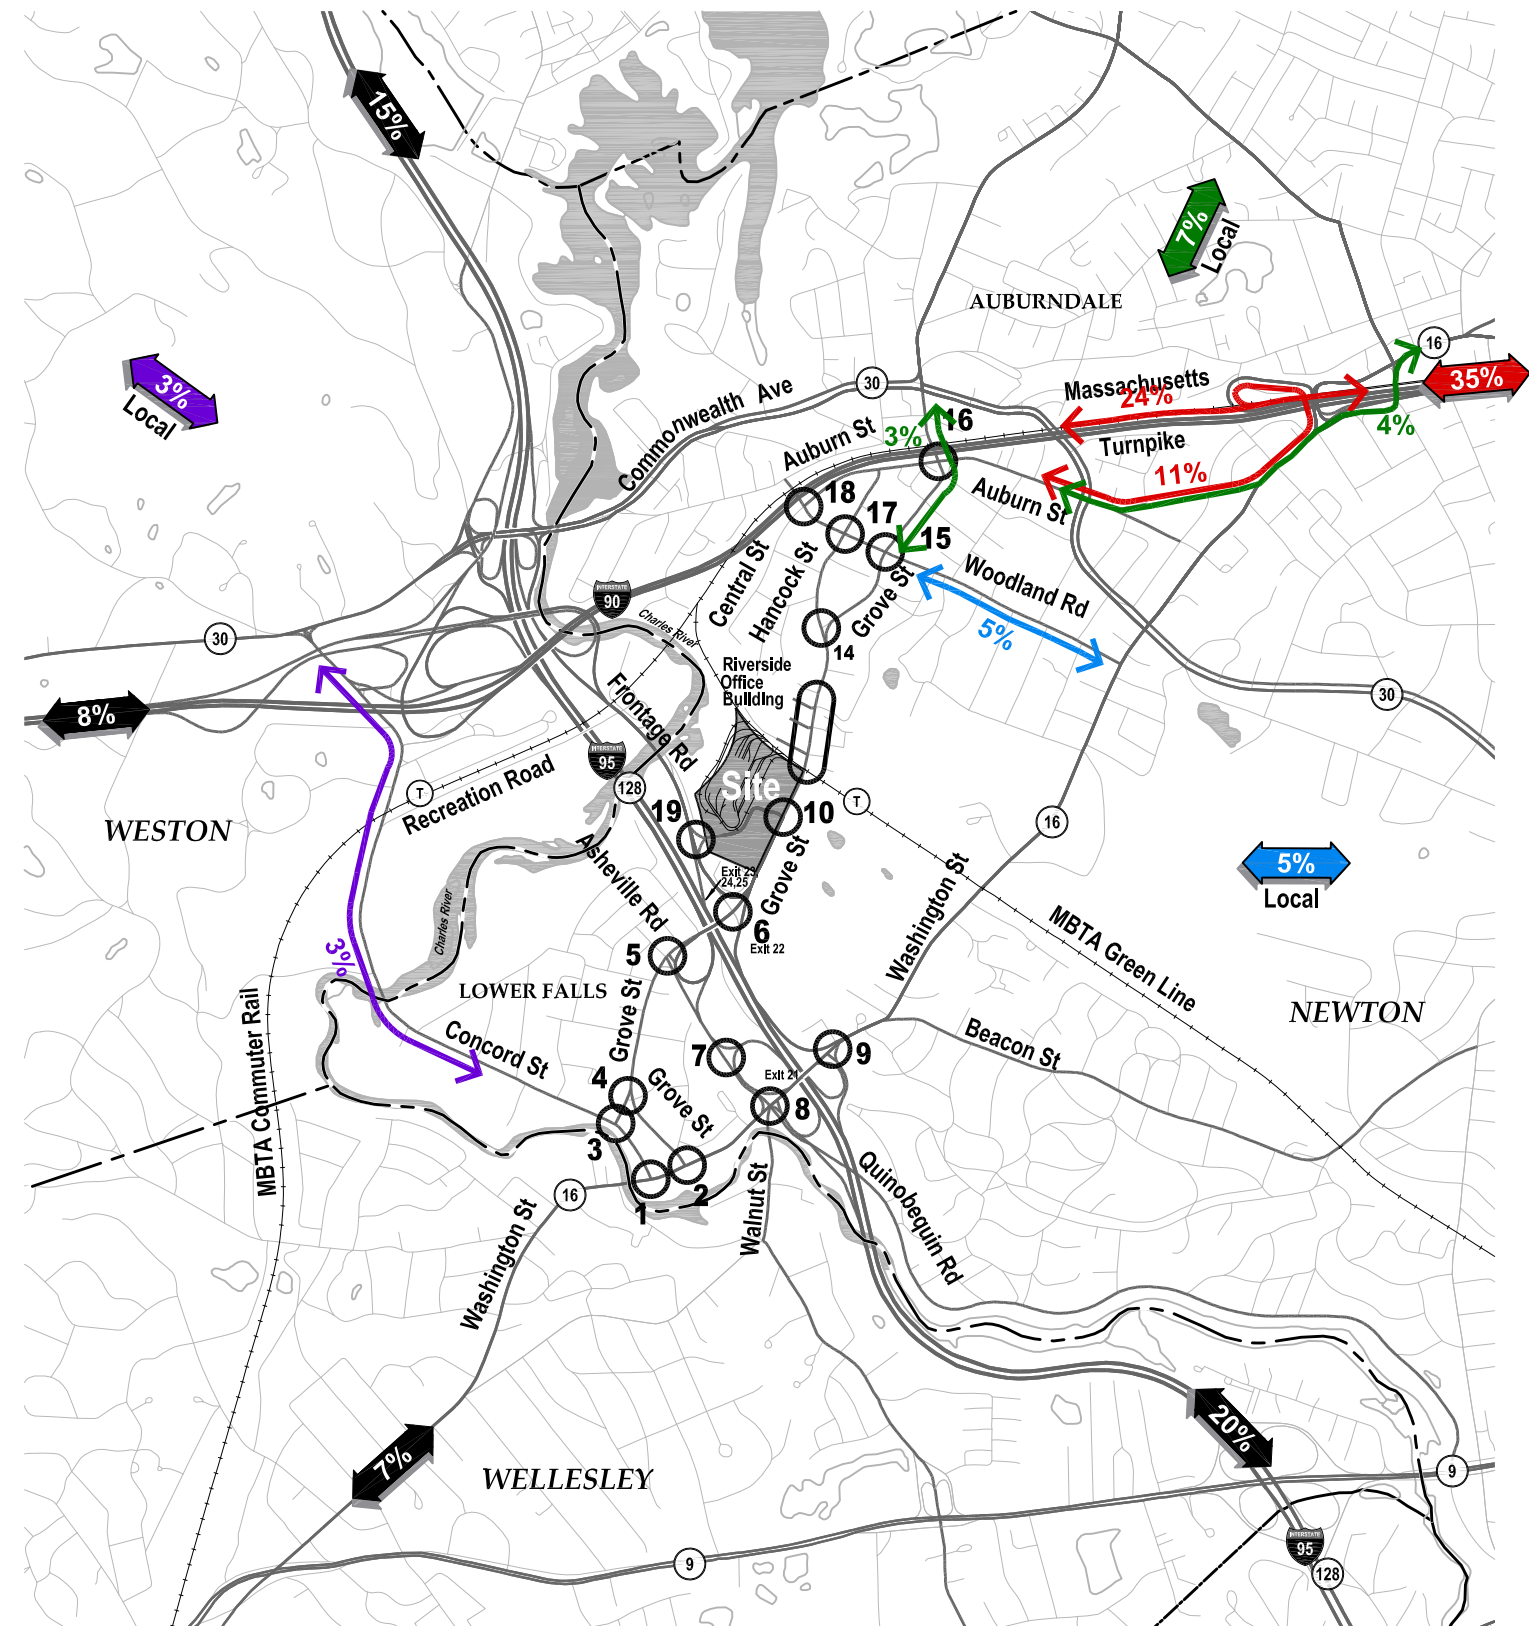 15%
7%
Local
AUBURNDALE
16
3%
Local
Massachusetts
24%
35%
30
Commonwealth Ave
Auburn St
3%
16
Turnpike
4%
11%
Auburn St
18
17
15
INTERSTATE
90
Charles River
Central St
Hancock St
Grove St
Woodland Rd
5%
14
30
Riverside
Office
Building
Frontage Rd
30
8%
INTERSTATE
95
128
T
Recreation Road
Site
T
16
WESTON
19
10
Asheville Rd
Exit 23,
24,25
Grove St
5%
Local
Washington St
Charles River
3%
5
6
Exit 22
MBTA Green Line
LOWER FALLS
NEWTON
MBTA Commuter Rail
Concord St
Grove St
7
9
Beacon St
Exit 21
4
Grove St
8
3
2
1
16
Washington St
Walnut St
Quinobequin Rd
7%
WELLESLEY
20%
9
9
INTERSTATE
95
128